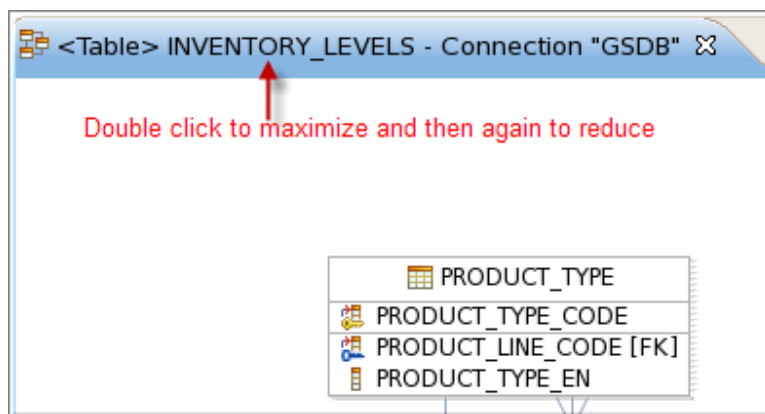 <Table> INVENTORY_LEVELS - Connection "GSDB"
Double click to maximize and then again to reduce
PRODUCT_TYPE
PRODUCT_TYPE_CODE
PRODUCT_LINE_CODE [FK]
PRODUCT_TYPE_EN